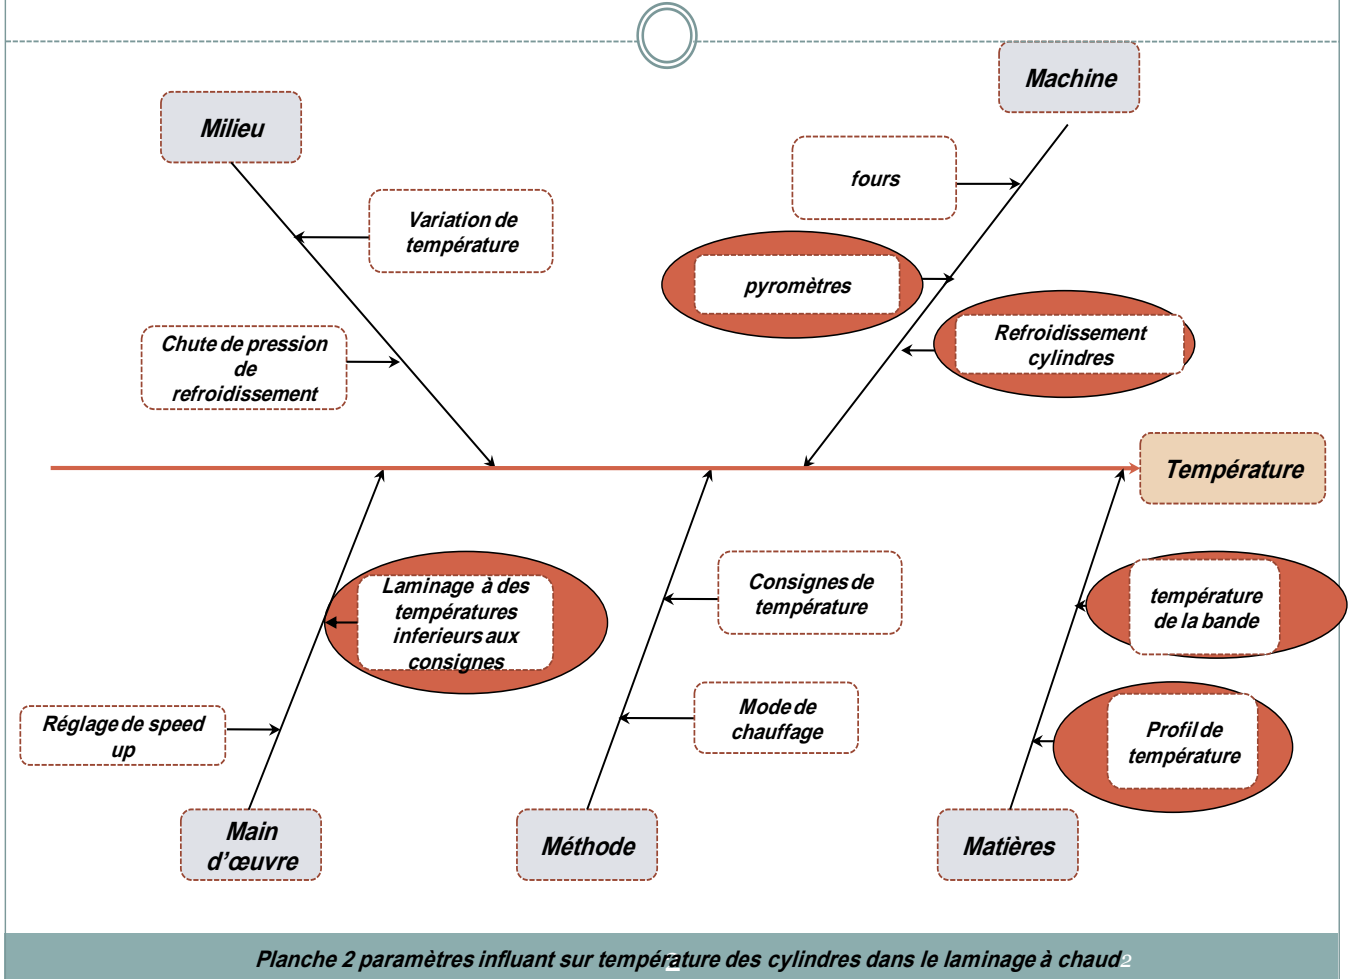 Machine
Milieu
fours
Variation de
température
pyromètres
Refroidissement
cylindres
Chute de pression
de
refroidissement
Température
Laminage à des
températures
inferieurs aux
consignes
Consignes de
température
température
de la bande
Réglage de speed
up
Mode de
chauffage
Profil de
température
Main
d'œuvre
Méthode
Matières
Planche 2 paramètres influant sur température des cylindres dans le laminage à chaud 2
2